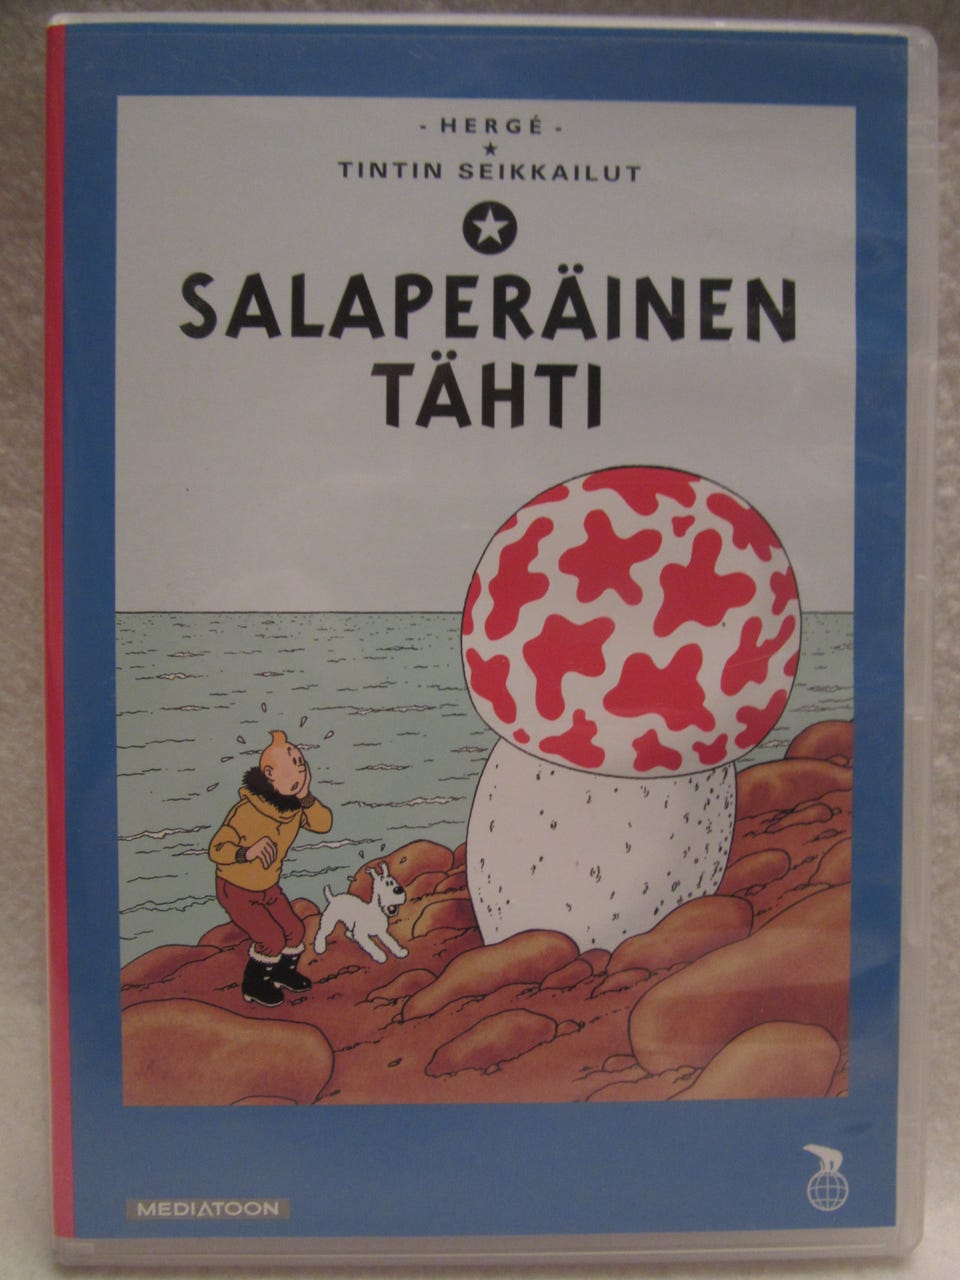 - HERGÉ -
TINTIN SEIKKAILUT
SALAPERÄINEN
TÄHTI
MEDIATOON